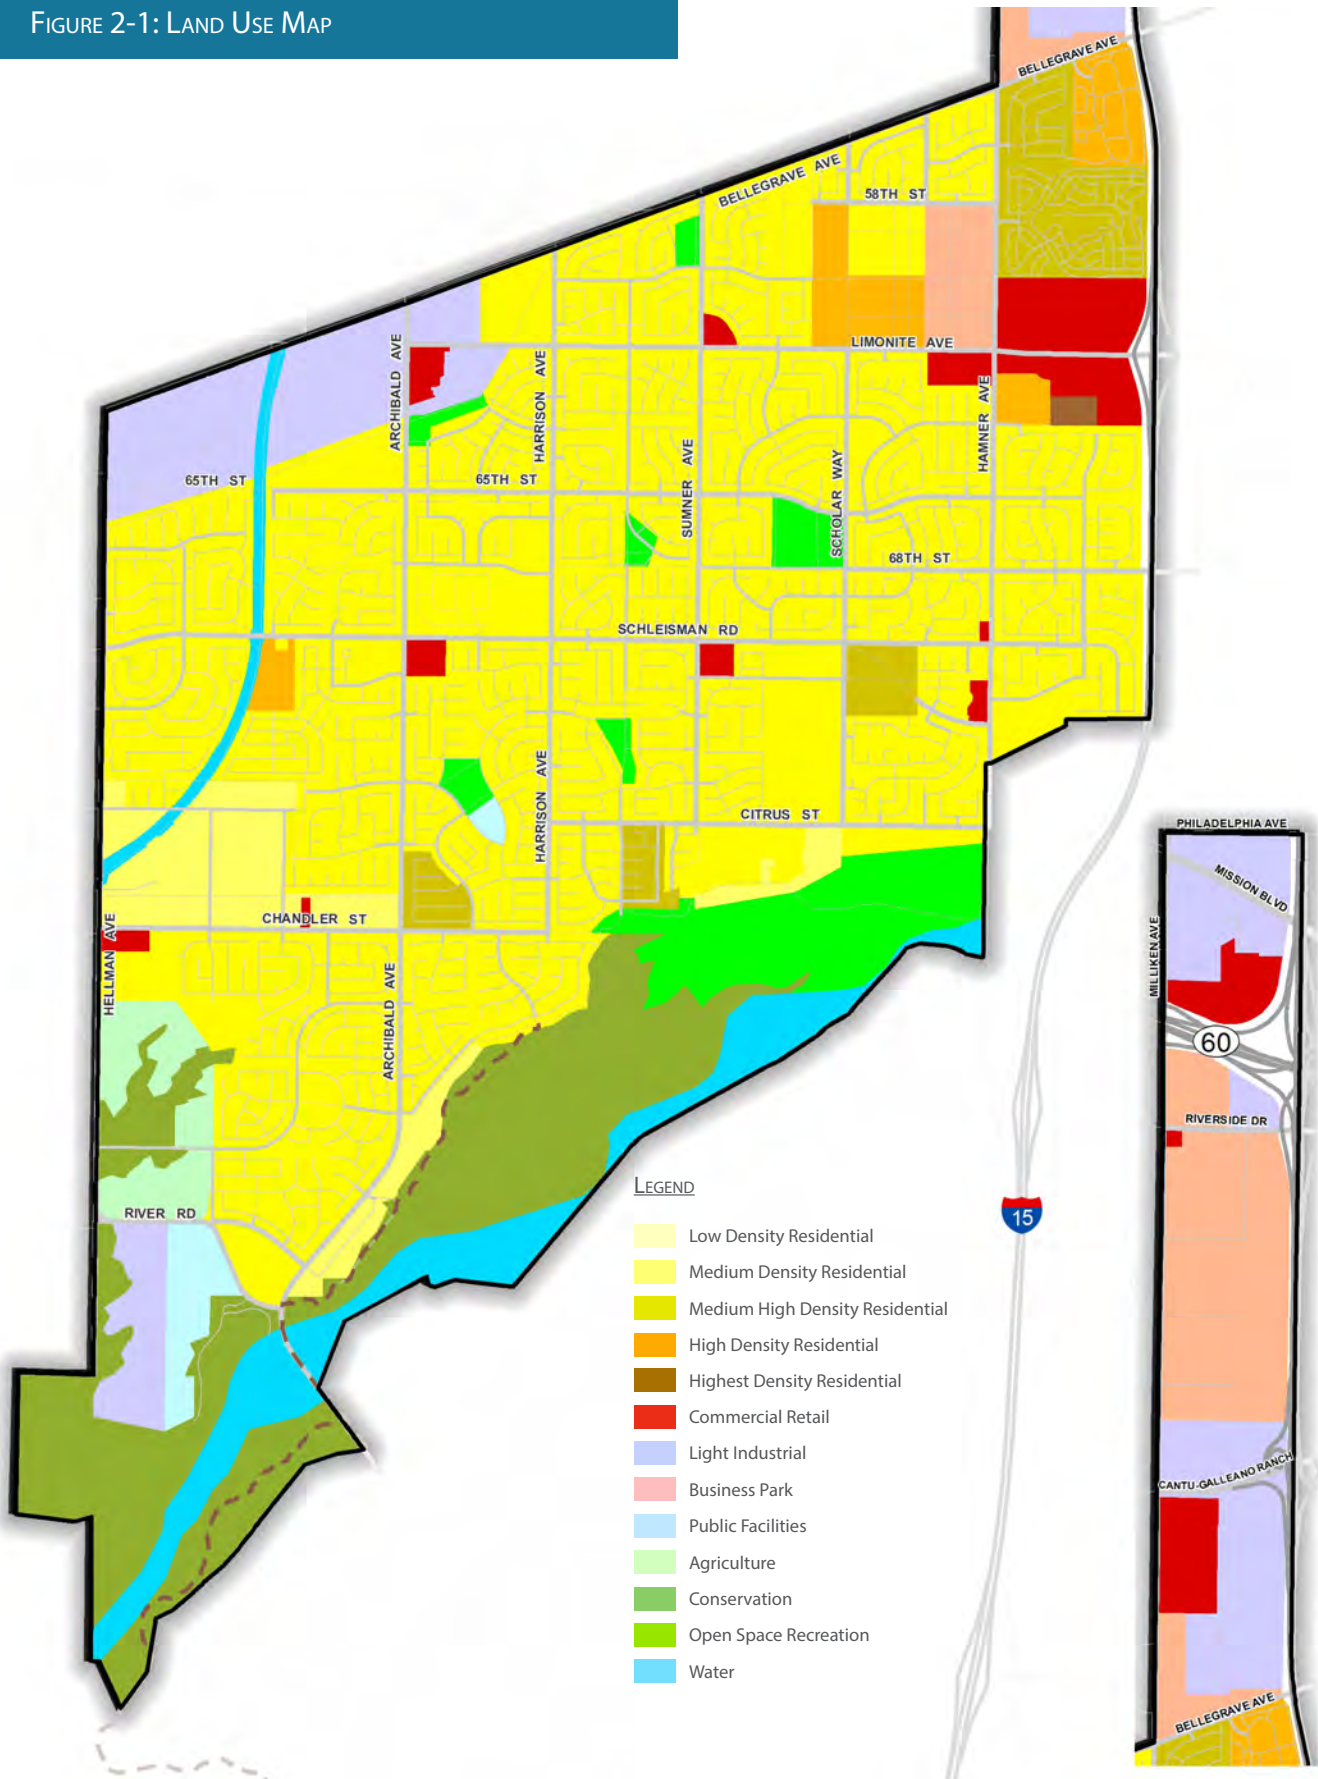 FIGURE 2-1: LAND USE MAP
BELLEGRAVE AVE
BELLEGRAVE AVE
58TH ST
LIMONITE AVE
ARCHIBALD AVE
HARRISON AVE
HAMNER AVE
SUMNER AVE
SCHOLAR WAY
65TH ST
65TH ST
68TH ST
SCHLEISMAN RD
HARRISON AVE
CITRUS ST
PHILADELPHIA AVE
MISSION BLVD
CHANDLER ST
HELLMAN AVE
ARCHIBALD AVE
MILLIKEN AVE
60
RIVERSIDE DR
RIVER RD
15
CANTU-GALLEANO RANCH
BELLEGRAVE AVE
LEGEND
Low Density Residential
Medium Density Residential
Medium High Density Residential
High Density Residential
Highest Density Residential
Commercial Retail
Light Industrial
Business Park
Public Facilities
Agriculture
Conservation
Open Space Recreation
Water